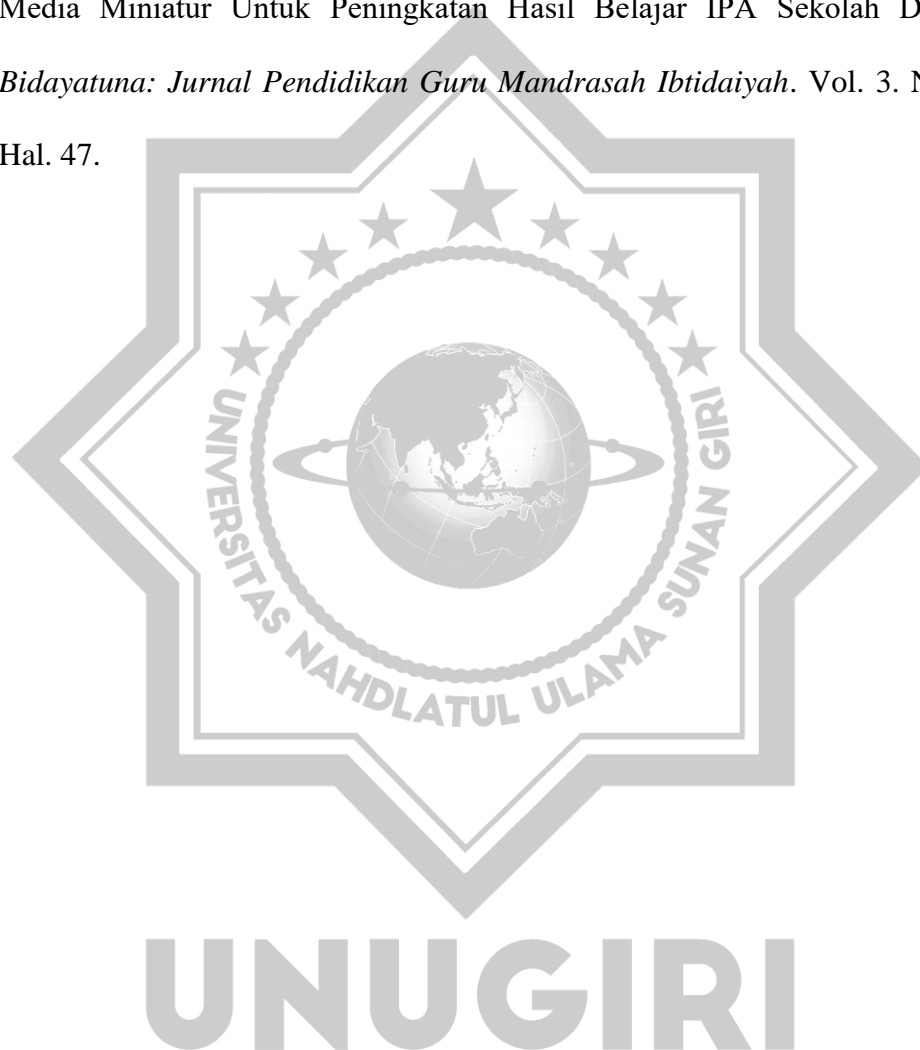 Media Miniatur Untuk Peningkatan Hasil Belajar IPA Sekolah
Bidayatuna: Jurnal Pendidikan Guru Mandrasah Ibtidaiyah. Vol. 3.
Hal. 47.
UNIVERSITAS NAHDLATUL ULAMA SUNAN GIRI
UNUGIRI